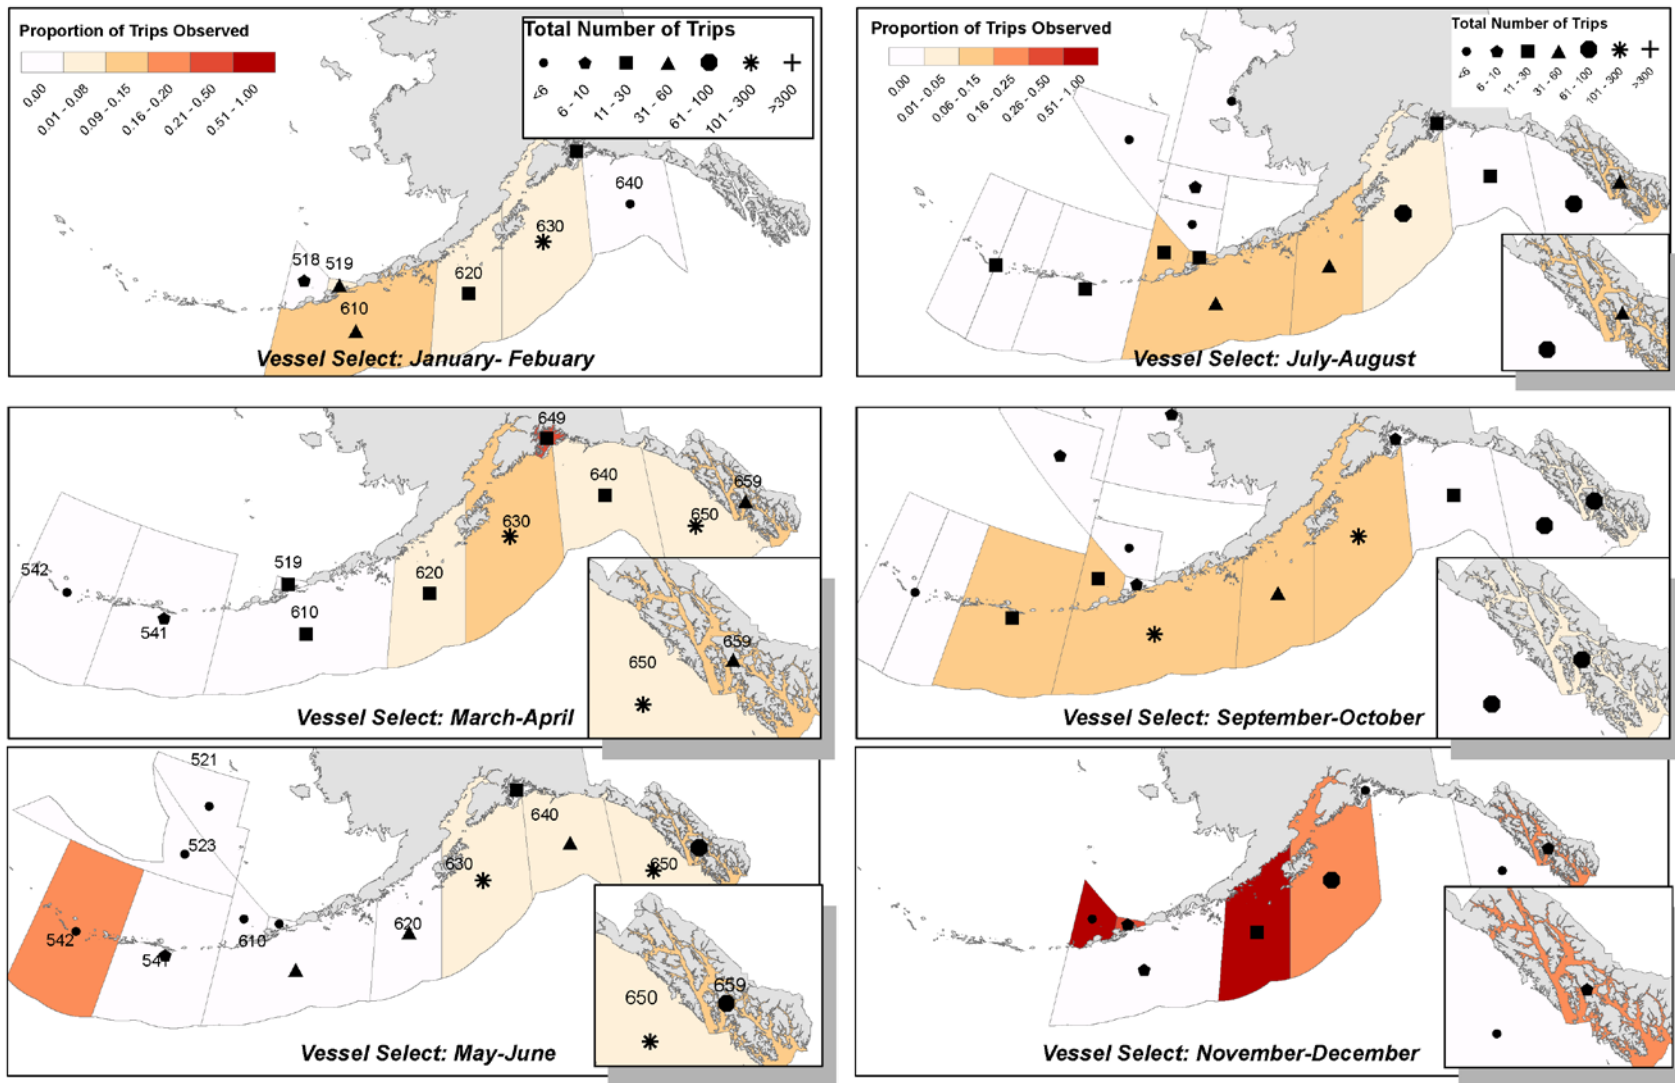 Proportion of Trips Observed
0.00
0.01 - 0.08
0.09 - 0.15
0.16 - 0.20
0.21 - 0.50
0.51 - 1.00
Total Number of Trips
<6
6 - 10
11 - 30
31 - 60
61 - 100
101 - 300
>300
640
630
518 519
620
610
Vessel Select: January- Febuary
Proportion of Trips Observed
0.00
0.01 - 0.05
0.06 - 0.15
0.16 - 0.25
0.26 - 0.50
0.51 - 1.00
Total Number of Trips
<6
6 - 10
11 - 30
31 - 60
61 - 100
101 - 300
>300
Vessel Select: July-August
649
640
659
650
630
519
542
620
610
541
659
650
Vessel Select: March-April
Vessel Select: September-October
521
640
523
630
650
620
542
610
541
659
650
Vessel Select: May-June
Vessel Select: November-December